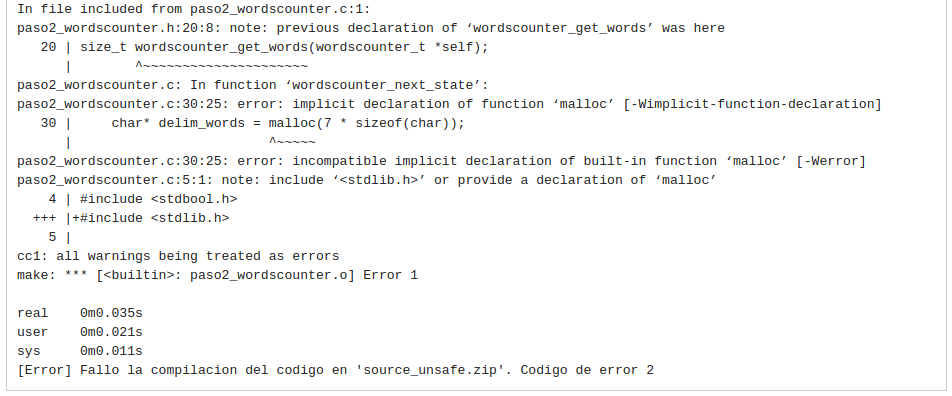 In file included from paso2_wordscounter.c:1:
paso2_wordscounter.h:20:8: note: previous declaration of ‘wordscounter_get_words’ was here
   20 | size_t wordscounter_get_words(wordscounter_t *self);
      |        ^~~~~~~~~~~~~~~~~~~~~~
paso2_wordscounter.c: In function ‘wordscounter_next_state’:
paso2_wordscounter.c:30:25: error: implicit declaration of function ‘malloc’ [-Wimplicit-function-declaration]
   30 |     char* delim_words = malloc(7 * sizeof(char));
      |                         ^~~~~~
paso2_wordscounter.c:30:25: error: incompatible implicit declaration of built-in function ‘malloc’ [-Werror]
paso2_wordscounter.c:5:1: note: include ‘<stdlib.h>’ or provide a declaration of ‘malloc’
    4 | #include <stdbool.h>
  +++ |+#include <stdlib.h>
    5 |
cc1: all warnings being treated as errors
make: *** [<builtin>: paso2_wordscounter.o] Error 1

real    0m0.035s
user    0m0.021s
sys     0m0.011s
[Error] Fallo la compilacion del codigo en 'source_unsafe.zip'. Codigo de error 2